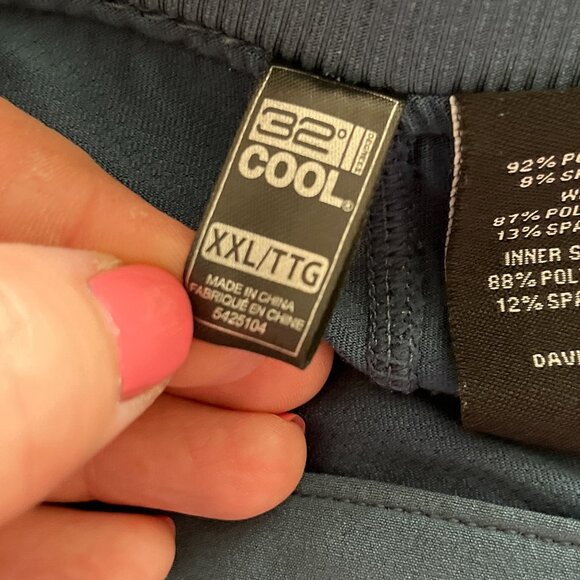 32°
COOL®
XXL/TTG
MADE IN CHINA
FABRIQUÉ EN CHINE
5425104
92% PO
8% SP
W
87% POL
13% SPA
INNER S
88% POL
12% SPA
DAVI